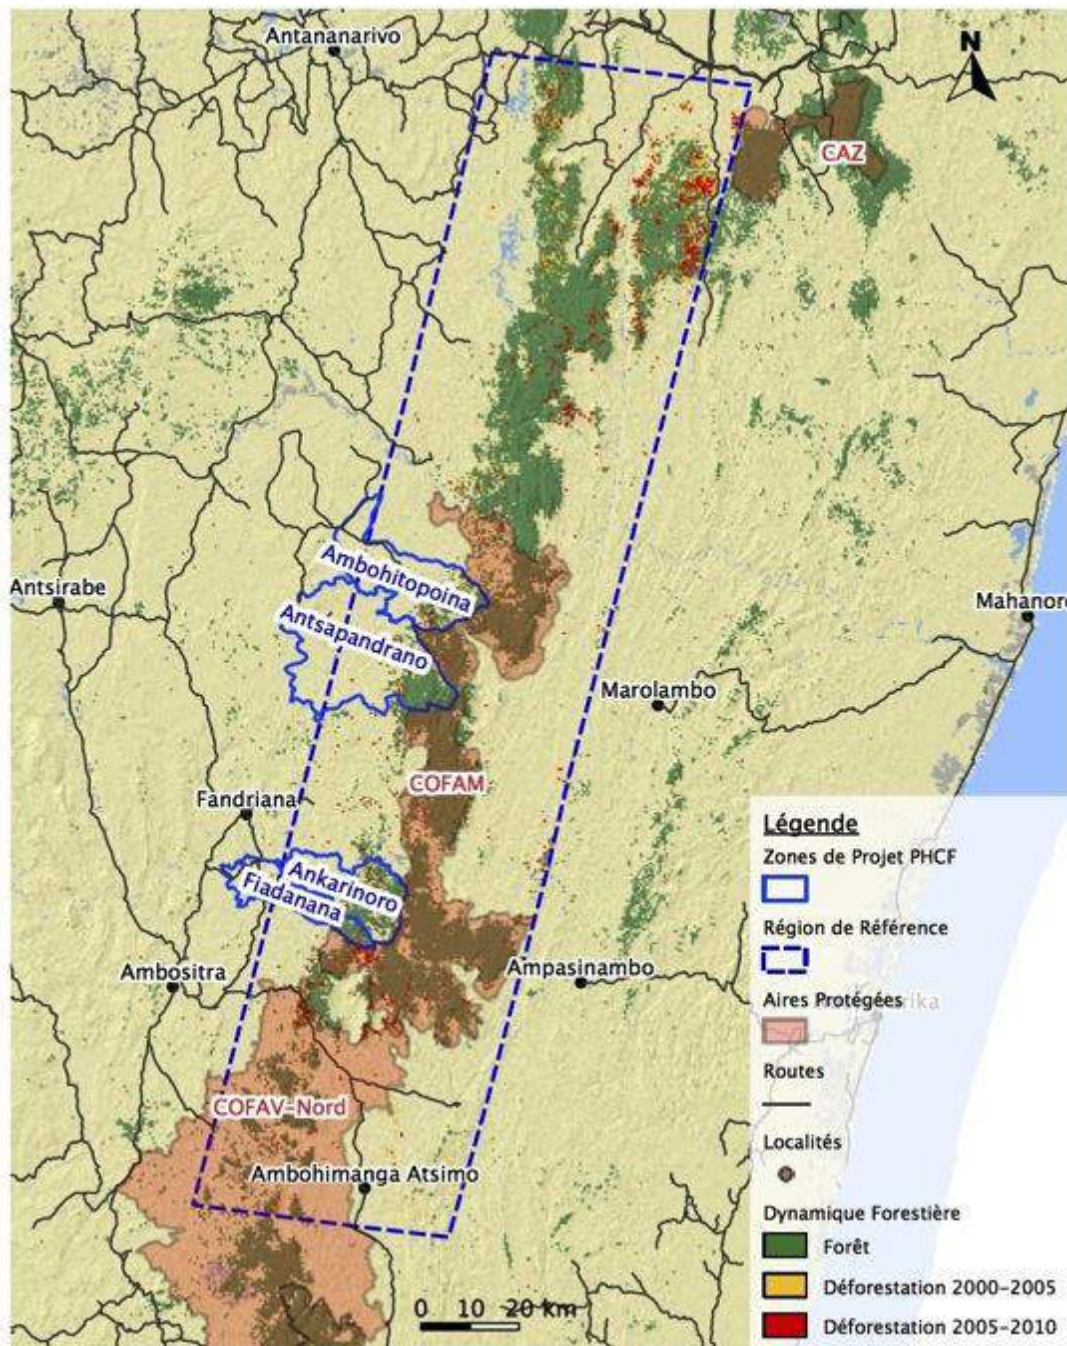 Antananarivo
N
CAZ
Ambohitopoina
Antsirabe
Antsapandrano
Mahanoro
Marolambo
COFAM
Fandriana
Ankarinoro
Fiadanana
Ambositra
Ampasinambo
COFAV-Nord
Ambohimanga Atsimo
0 10 20 km
Légende
Zones de Projet PHCF
Région de Référence
Aires Protégées
rika
Routes
Localités
Dynamique Forestière
Forêt
Déforestation 2000-2005
Déforestation 2005-2010